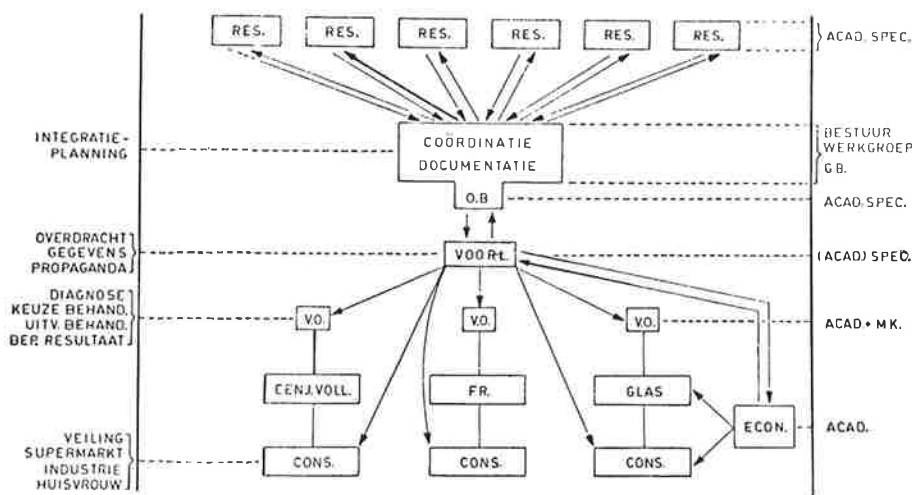 RES. RES. RES. RES. RES. RES. ACAD. SPEC.
INTEGRATIE-
PLANNING
COÖRDINATIE
DOCUMENTATIE
BESTUUR
WERKGROEP
G.B.
O.B
ACAD. SPEC.
OVERDRACHT
GEGEVENS
PROPAGANDA
VOORL.
(ACAD) SPEC.
DIAGNOSE
KEUZE BEHAND.
UITV. BEHAND.
BEP. RESULTAAT
V.O. V.O. V.O. ACAD. + M K.
EENJ. VOLL. FR. GLAS
ECON. ACAD.
VEILING
SUPERMARKT
INDUSTRIE
HUISVROUW
CONS. CONS. CONS.